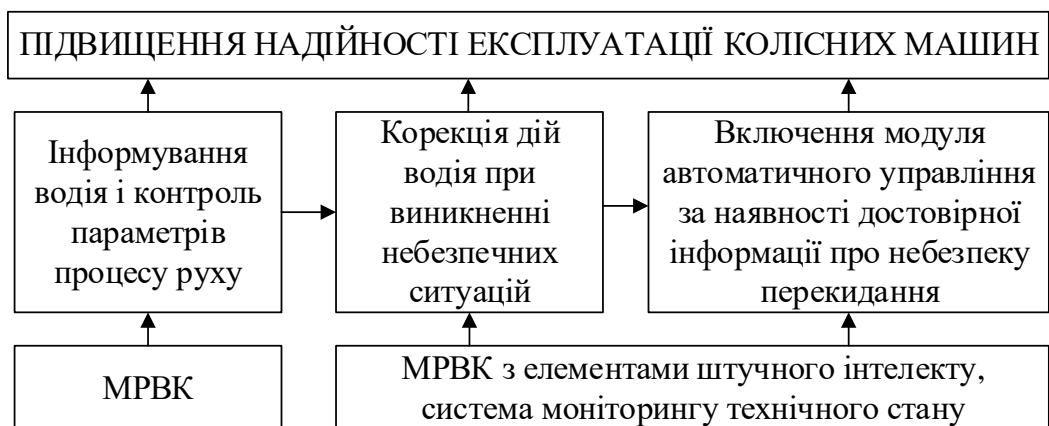 ПІДВИЩЕННЯ НАДІЙНОСТІ ЕКСПЛУАТАЦІЇ КОЛІСНИХ МАШИН
Інформування
водія і контроль
параметрів
процесу руху
Корекція дій
водія при
виникненні
небезпечних
ситуацій
Включення модуля
автоматичного управління
за наявності достовірної
інформації про небезпеку
перекидання
МРВК
МРВК з елементами штучного інтелекту,
система моніторингу технічного стану